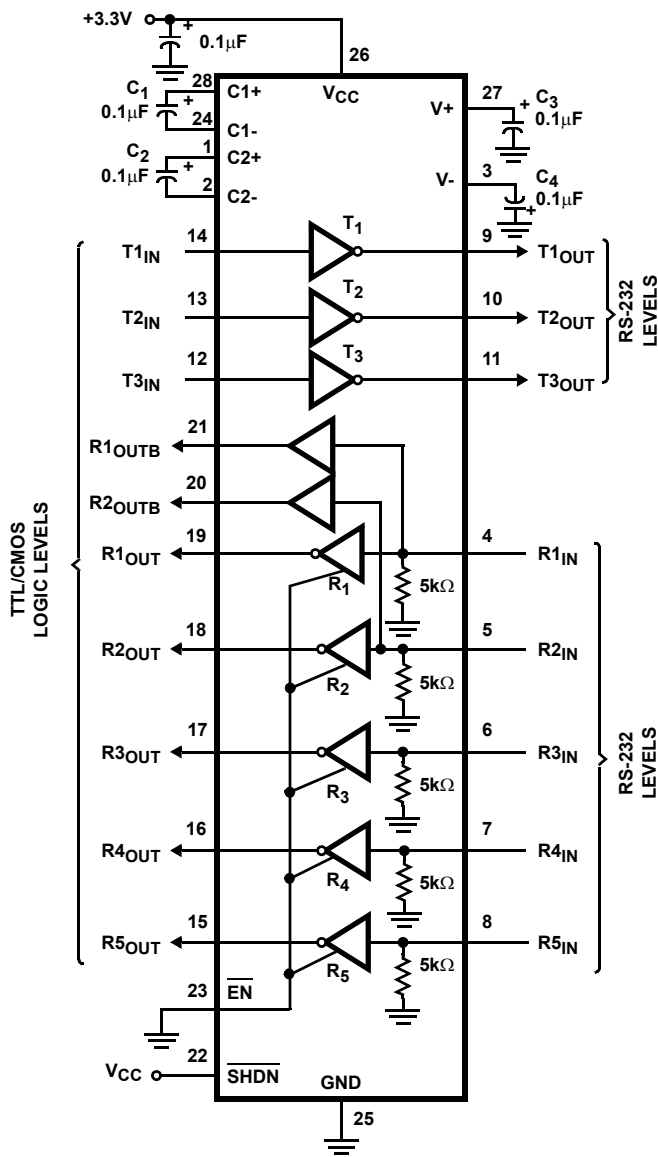 +3.3V
0.1µF
26
28
C1
0.1µF
C1+
VCC
24
C1-
27
V+
C3
0.1µF
1
C2
0.1µF
C2+
2
C2-
3
V-
C4
0.1µF
T1IN
14
T1
9
T1OUT
T2IN
13
T2
10
T2OUT
T3IN
12
T3
11
T3OUT
RS-232
LEVELS
R1OUTB
21
R2OUTB
20
R1OUT
19
R1
5kΩ
4
R1IN
TTL/CMOS
LOGIC LEVELS
R2OUT
18
R2
5kΩ
5
R2IN
R3OUT
17
R3
5kΩ
6
R3IN
RS-232
LEVELS
R4OUT
16
R4
5kΩ
7
R4IN
R5OUT
15
R5
5kΩ
8
R5IN
23
EN
22
VCC
SHDN
GND
25